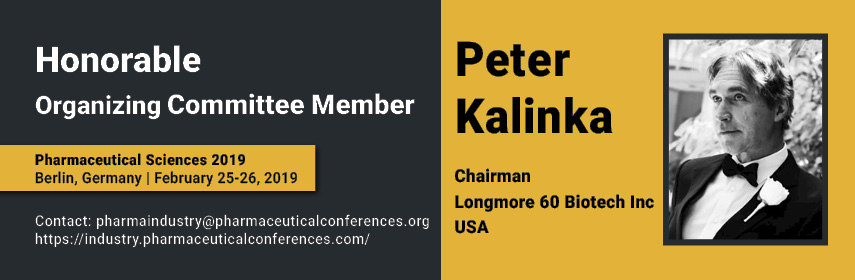 Honorable
Organizing Committee Member
Pharmaceutical Sciences 2019
Berlin, Germany | February 25-26, 2019
Contact: pharmaindustry@pharmaceuticalconferences.org
https://industry.pharmaceuticalconferences.com/
Peter
Kalinka
Chairman
Longmore 60 Biotech Inc
USA